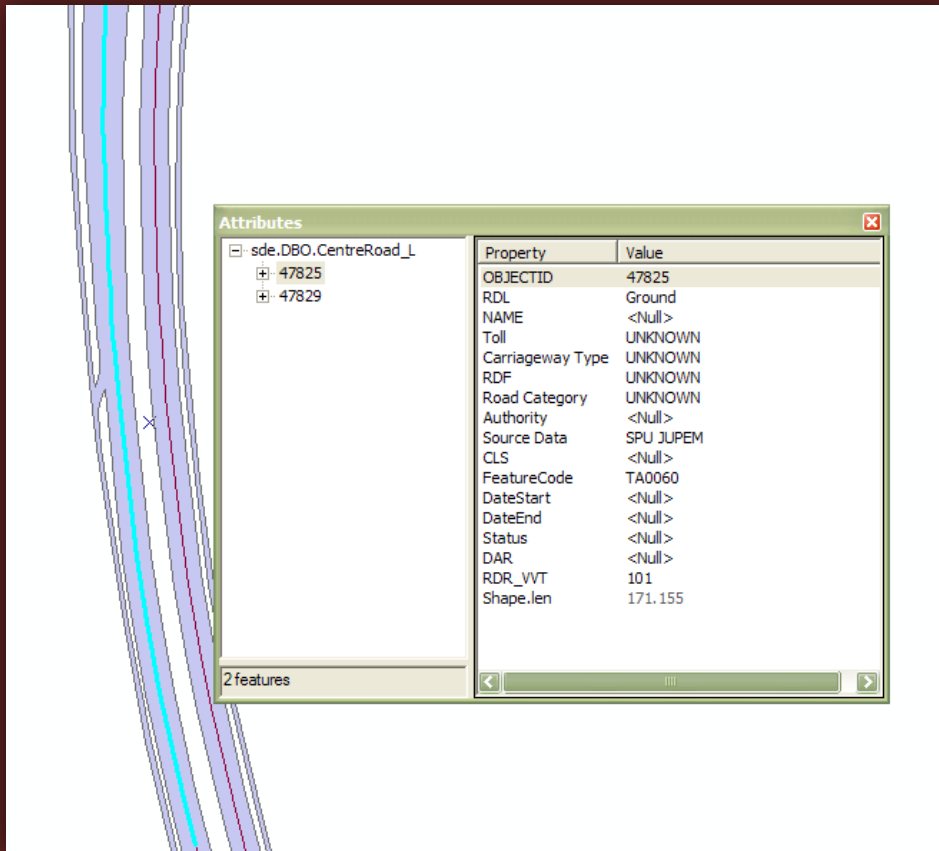 Attributes
sde.DBO.CentreRoad_L
47825
47829
2 features
Property Value
OBJECTID 47825
RDL Ground
NAME <Null>
Toll UNKNOWN
Carriageway Type UNKNOWN
RDF UNKNOWN
Road Category UNKNOWN
Authority <Null>
Source Data SPU JUPEM
CLS <Null>
FeatureCode TA0060
DateStart <Null>
DateEnd <Null>
Status <Null>
DAR <Null>
RDR_VVT 101
Shape.len 171.155